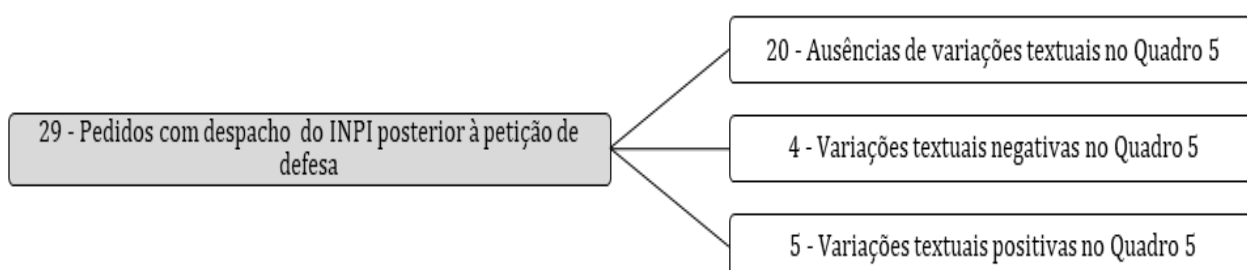 20 - Ausências de variações textuais no Quadro 5
29 - Pedidos com despacho do INPI posterior à petição de
defesa
4 - Variações textuais negativas no Quadro 5
5 - Variações textuais positivas no Quadro 5